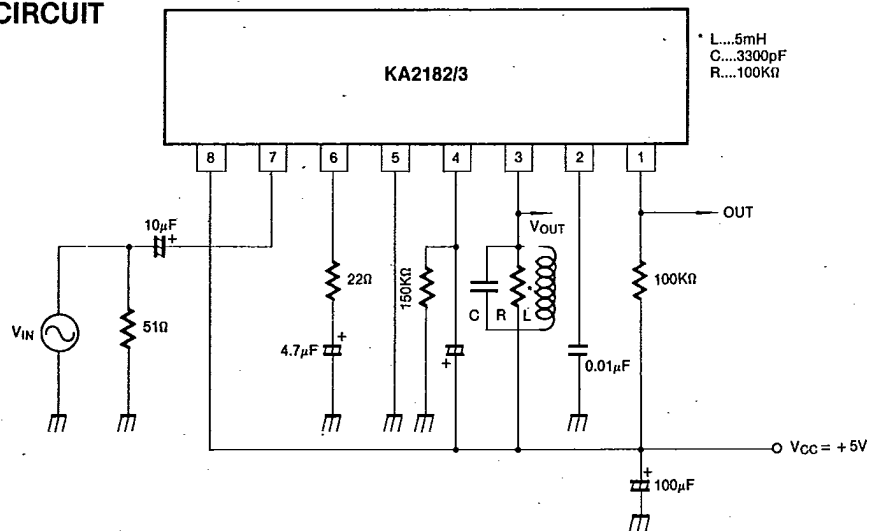 CIRCUIT
KA2182/3
* L....5mH
C....3300pF
R....100KΩ
8 7 6 5 4 3 2 1
10μF
+
VOUT
OUT
VIN
51Ω
22Ω
150KΩ
C R L
*
100KΩ
4.7μF
+
+
0.01μF
VCC = +5V
+
100μF